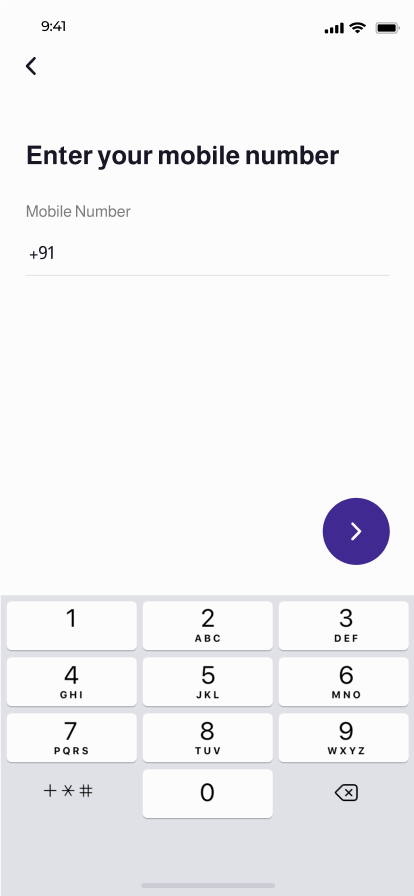 9:41
Enter your mobile number
Mobile Number
+91
1 2 3
ABC DEF
4 5 6
GHI JKL MNO
7 8 9
PQRS TUV WXYZ
+*# 0